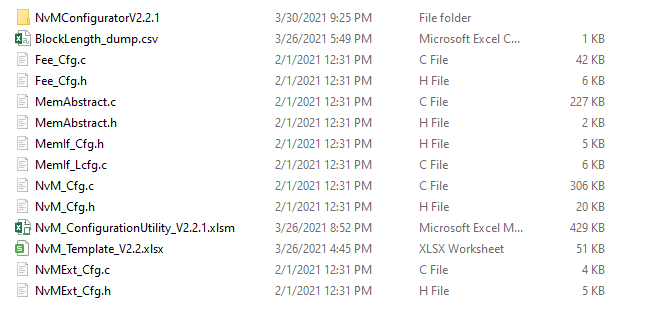 NvMConfiguratorV2.2.1 3/30/2021 9:25 PM File folder
BlockLength_dump.csv 3/26/2021 5:49 PM Microsoft Excel C... 1 KB
Fee_Cfg.c 2/1/2021 12:31 PM C File 42 KB
Fee_Cfg.h 2/1/2021 12:31 PM H File 6 KB
MemAbstract.c 2/1/2021 12:31 PM C File 227 KB
MemAbstract.h 2/1/2021 12:31 PM H File 2 KB
MemIf_Cfg.h 2/1/2021 12:31 PM H File 5 KB
MemIf_Lcfg.c 2/1/2021 12:31 PM C File 6 KB
NvM_Cfg.c 2/1/2021 12:31 PM C File 306 KB
NvM_Cfg.h 2/1/2021 12:31 PM H File 20 KB
NvM_ConfigurationUtility_V2.2.1.xlsm 3/26/2021 8:52 PM Microsoft Excel M... 429 KB
NvM_Template_V2.2.xlsx 3/26/2021 4:45 PM XLSX Worksheet 51 KB
NvMExt_Cfg.c 2/1/2021 12:31 PM C File 4 KB
NvMExt_Cfg.h 2/1/2021 12:31 PM H File 5 KB